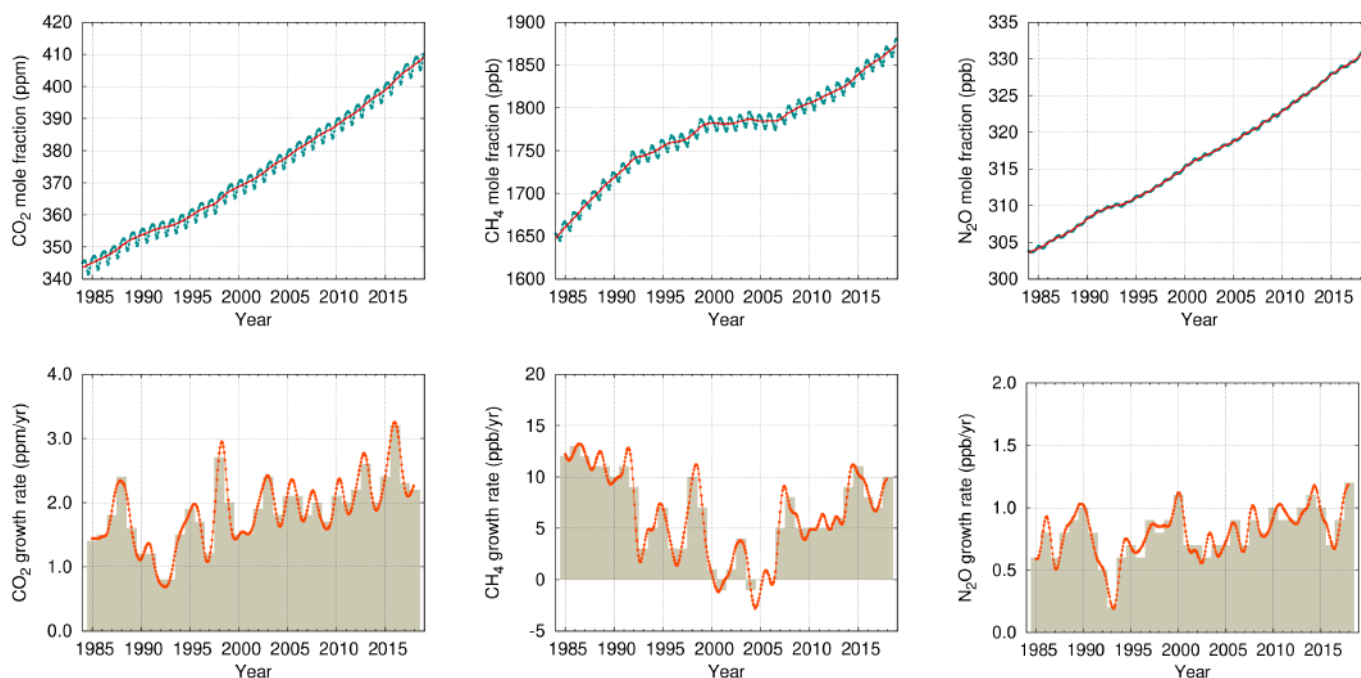 420
410
400
390
380
370
360
350
340
CO₂ mole fraction (ppm)
1985 1990 1995 2000 2005 2010 2015
Year
1900
1850
1800
1750
1700
1650
1600
CH₄ mole fraction (ppb)
1985 1990 1995 2000 2005 2010 2015
Year
335
330
325
320
315
310
305
300
N₂O mole fraction (ppb)
1985 1990 1995 2000 2005 2010 2015
Year
4.0
3.0
2.0
1.0
0.0
CO₂ growth rate (ppm/yr)
1985 1990 1995 2000 2005 2010 2015
Year
20
15
10
5
0
-5
CH₄ growth rate (ppb/yr)
1985 1990 1995 2000 2005 2010 2015
Year
2.0
1.5
1.0
0.5
0.0
N₂O growth rate (ppb/yr)
1985 1990 1995 2000 2005 2010 2015
Year